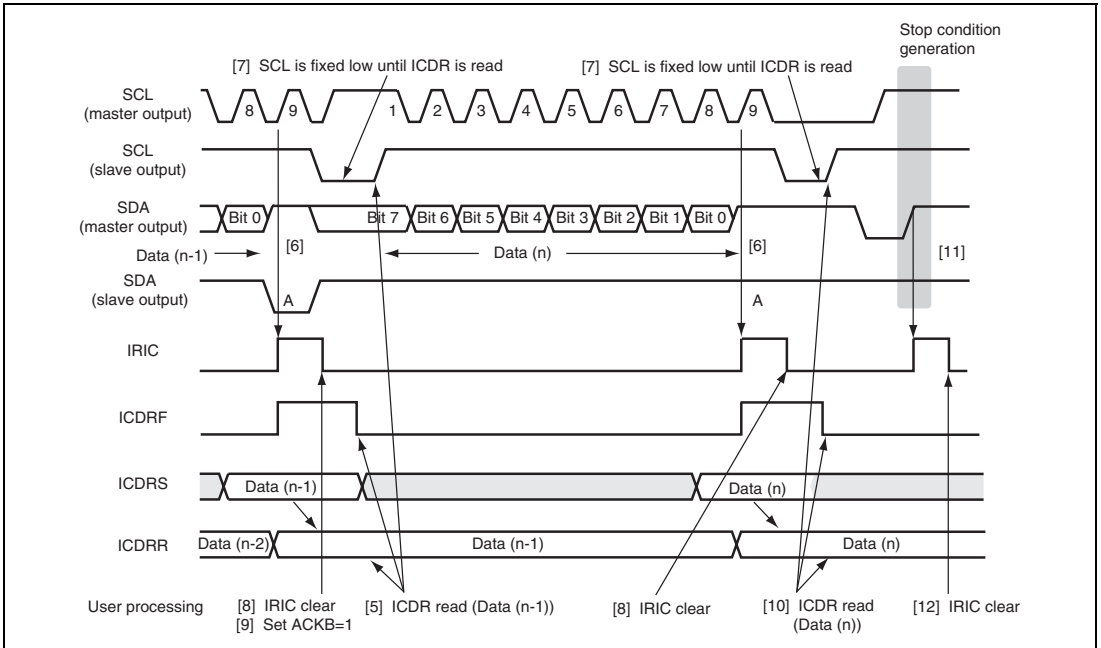 Stop condition
generation
[7] SCL is fixed low until ICDR is read
[7] SCL is fixed low until ICDR is read
SCL
(master output)
8 9 1 2 3 4 5 6 7 8 9
SCL
(slave output)
SDA
(master output)
Bit 0 Bit 7 Bit 6 Bit 5 Bit 4 Bit 3 Bit 2 Bit 1 Bit 0
Data (n-1) [6] Data (n) [6] [11]
SDA
(slave output)
A A
IRIC
ICDRF
ICDRS
Data (n-1) Data (n)
ICDRR
Data (n-2) Data (n-1) Data (n)
User processing
[8] IRIC clear
[9] Set ACKB=1
[5] ICDR read (Data (n-1))
[8] IRIC clear
[10] ICDR read
(Data (n))
[12] IRIC clear